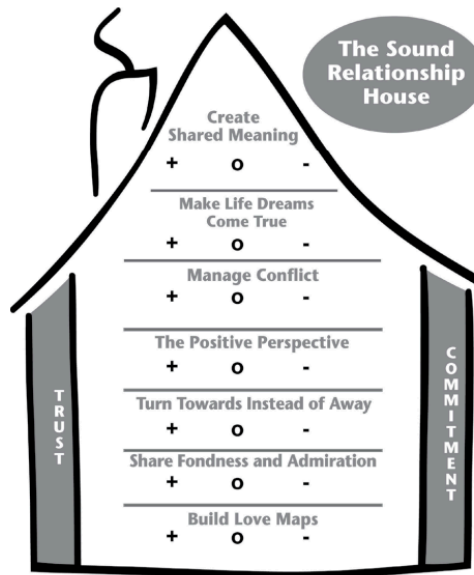 The Sound
Relationship
House
Create
Shared Meaning
+ o -
Make Life Dreams
Come True
+ o -
Manage Conflict
+ o -
The Positive Perspective
+ o -
Turn Towards Instead of Away
+ o -
Share Fondness and Admiration
+ o -
Build Love Maps
+ o -
TRUST
COMMITMENT